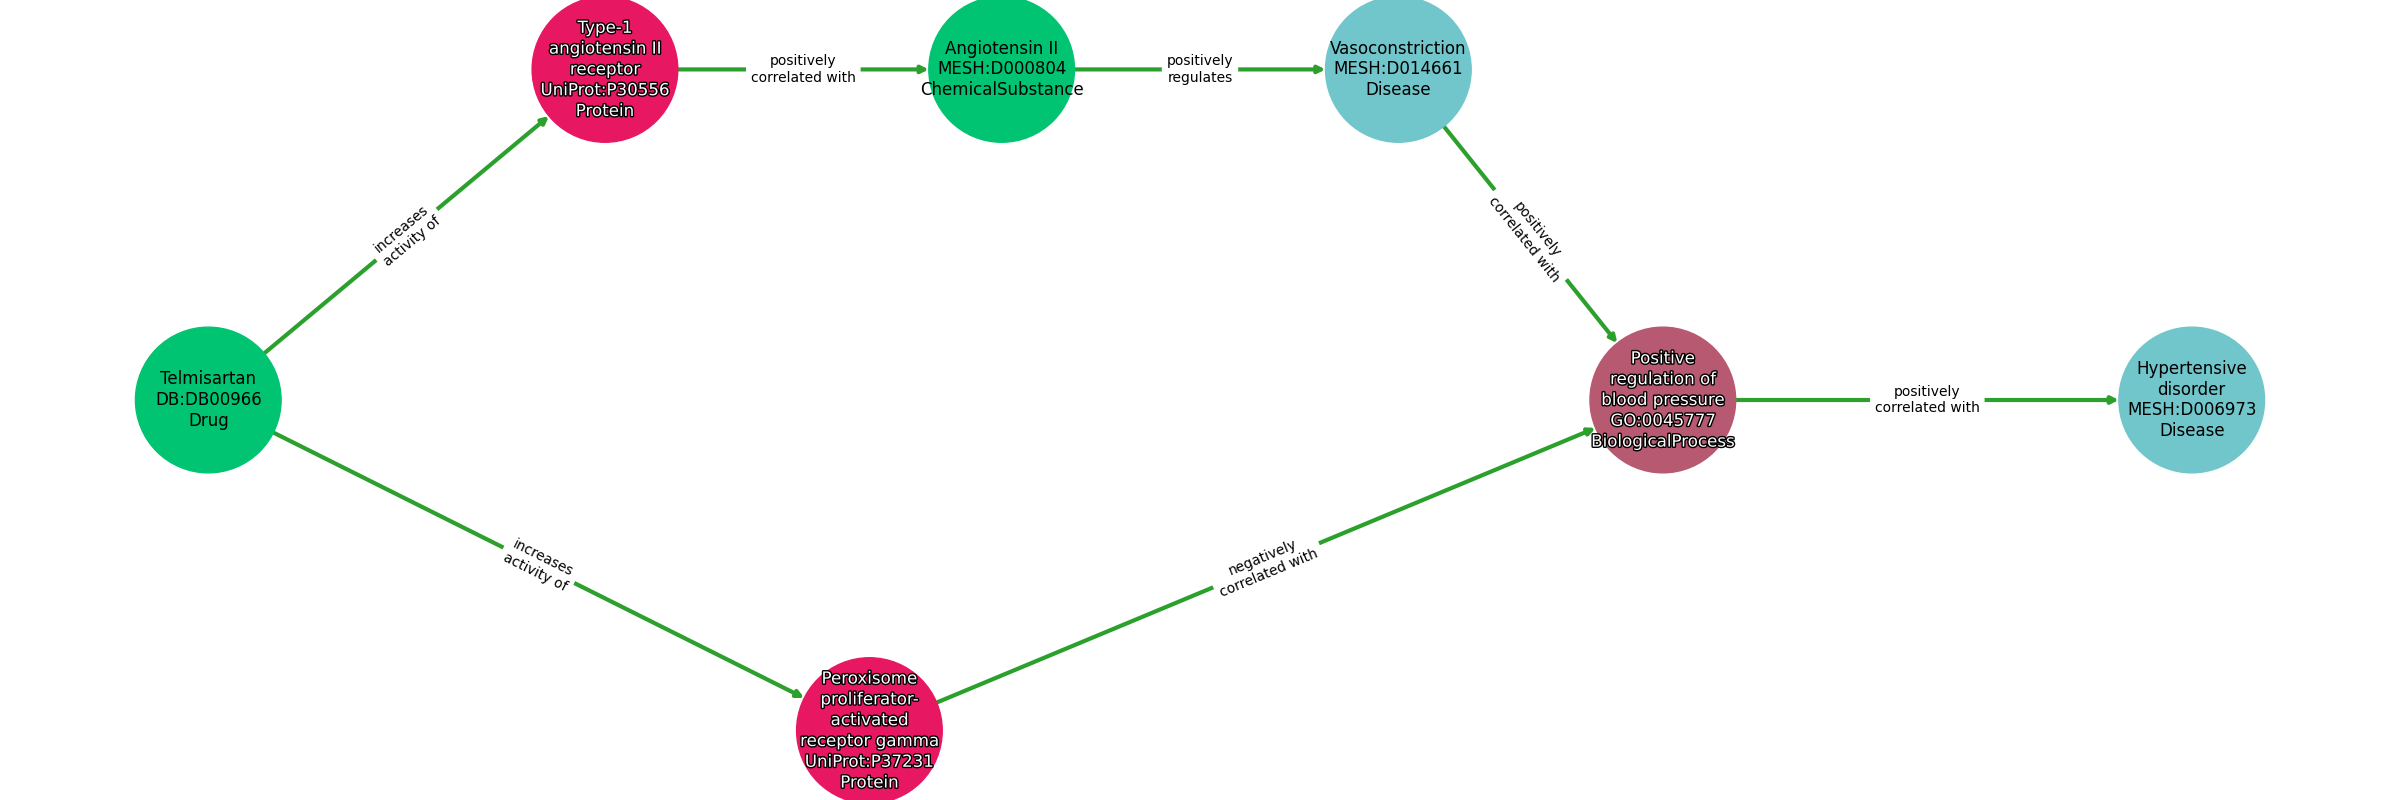 Type-1
angiotensin II
receptor
UniProt:P30556
Protein
positively
correlated with
Angiotensin II
MESH:D000804
ChemicalSubstance
positively
regulates
Vasoconstriction
MESH:D014661
Disease
increases
activity of
positively
correlated with
Telmisartan
DB:DB00966
Drug
Positive
regulation of
blood pressure
GO:0045777
BiologicalProcess
positively
correlated with
Hypertensive
disorder
MESH:D006973
Disease
increases
activity of
negatively
correlated with
Peroxisome
proliferator-
activated
receptor gamma
UniProt:P37231
Protein